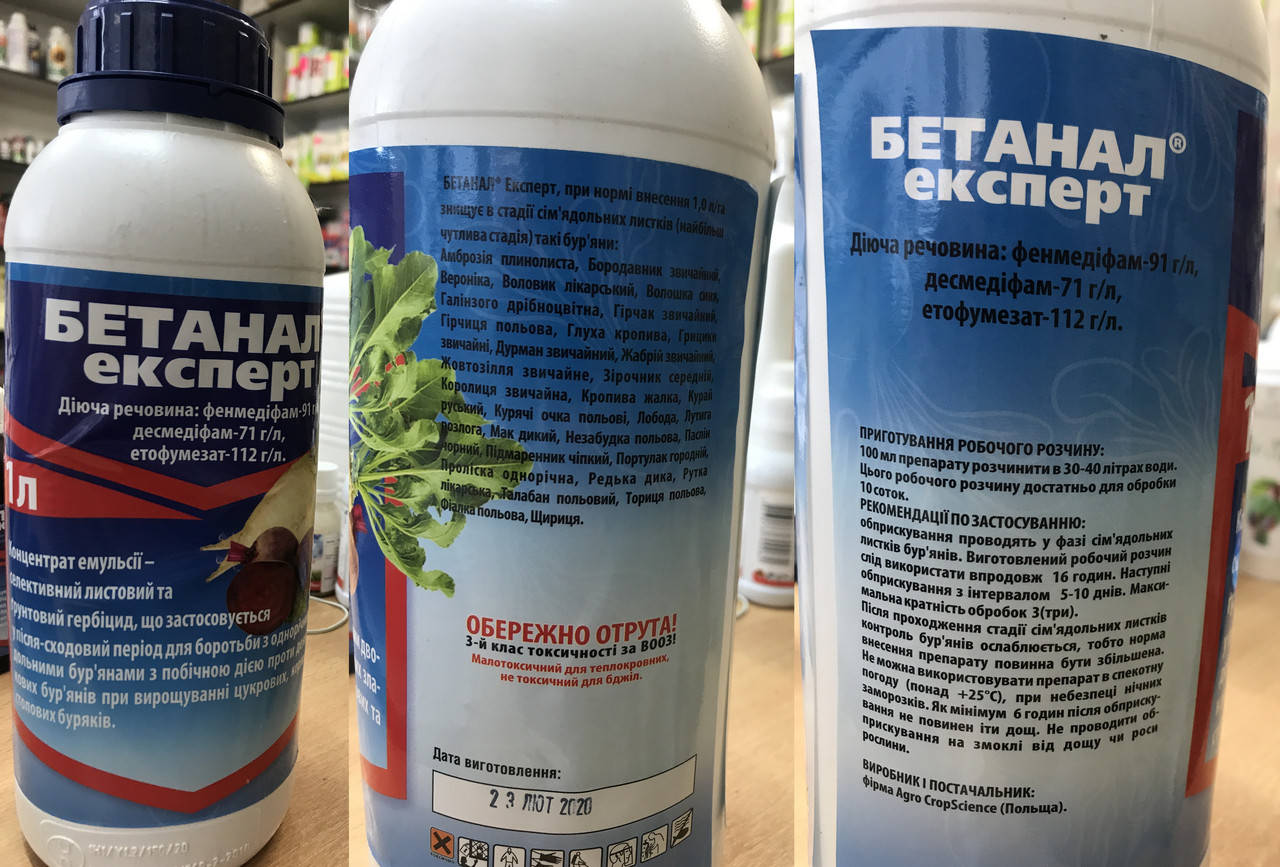 БЕТАНАЛ
експерт
Діюча речовина: фенмедіфам-91 г/
десмедіфам-71 г/л,
етофумезат-112 г/л.
1л
Концентрат емульсії –
селективний листовий та
ґрунтовий гербіцид, що застосовується
у після-сходовий період для боротьби з
дольними бур'янами з побічною дією проти
кових бур'янів при вирощуванні цукрових,
столових буряків.
БЕТАНАЛ® Експерт, при нормі внесення 1,0 л/га
знищує в стадії сім'ядольних листків (найбільш
чутлива стадія) такі бур'яни:
Амброзія плинолиста, Бородавник звичайний,
Вероніка, Воловик лікарський, Волошка синя,
Галінзого дрібноцвітна, Гірчак звичайний,
Гірчиця польова, Глуха кропива, Грицики
звичайні, Дурман звичайний, Жабрій звичайний,
Жовтозілля звичайне, Зірочник середній,
Королиця звичайна, Кропива жалка, Курай
руський, Курячі очка польові, Лобода, Лутига
розлога, Мак дикий, Незабудка польова, Паслін
чорний, Підмаренник чіпкий, Портулак городній,
Проліска однорічна, Редька дика, Рутка
лікарська, Талабан польовий, Ториця польова,
Фіалка польова, Щириця.
ОБЕРЕЖНО ОТРУТА!
3-й клас токсичності за ВООЗ!
Малотоксичний для теплокровних,
не токсичний для бджіл.
Дата виготовлення:
23 ЛЮТ 2020
БЕТАНАЛ®
експерт
Діюча речовина: фенмедіфам-91 г/л,
десмедіфам-71 г/л,
етофумезат-112 г/л.
ПРИГОТУВАННЯ РОБОЧОГО РОЗЧИНУ:
100 мл препарату розчинити в 30-40 літрах води.
Цього робочого розчину достатньо для обробки
10 соток.
РЕКОМЕНДАЦІЇ ПО ЗАСТОСУВАННЮ:
обприскування проводять у фазі сім'ядольних
листків бур'янів. Виготовлений робочий розчин
слід використати впродовж 16 годин. Наступні
обприскування з інтервалом 5-10 днів. Макси-
мальна кратність обробок 3(три).
Після проходження стадії сім'ядольних листків
контроль бур'янів ослаблюється, тобто норма
внесення препарату повинна бути збільшена.
Не можна використовувати препарат в спекотну
погоду (понад +25°С), при небезпеці нічних
заморозків. Як мінімум 6 годин після обприску-
вання не повинен іти дощ. Не проводити об-
прискування на змоклі від дощу чи роси
рослини.
ВИРОБНИК І ПОСТАЧАЛЬНИК:
фірма Agro CropScience (Польща).